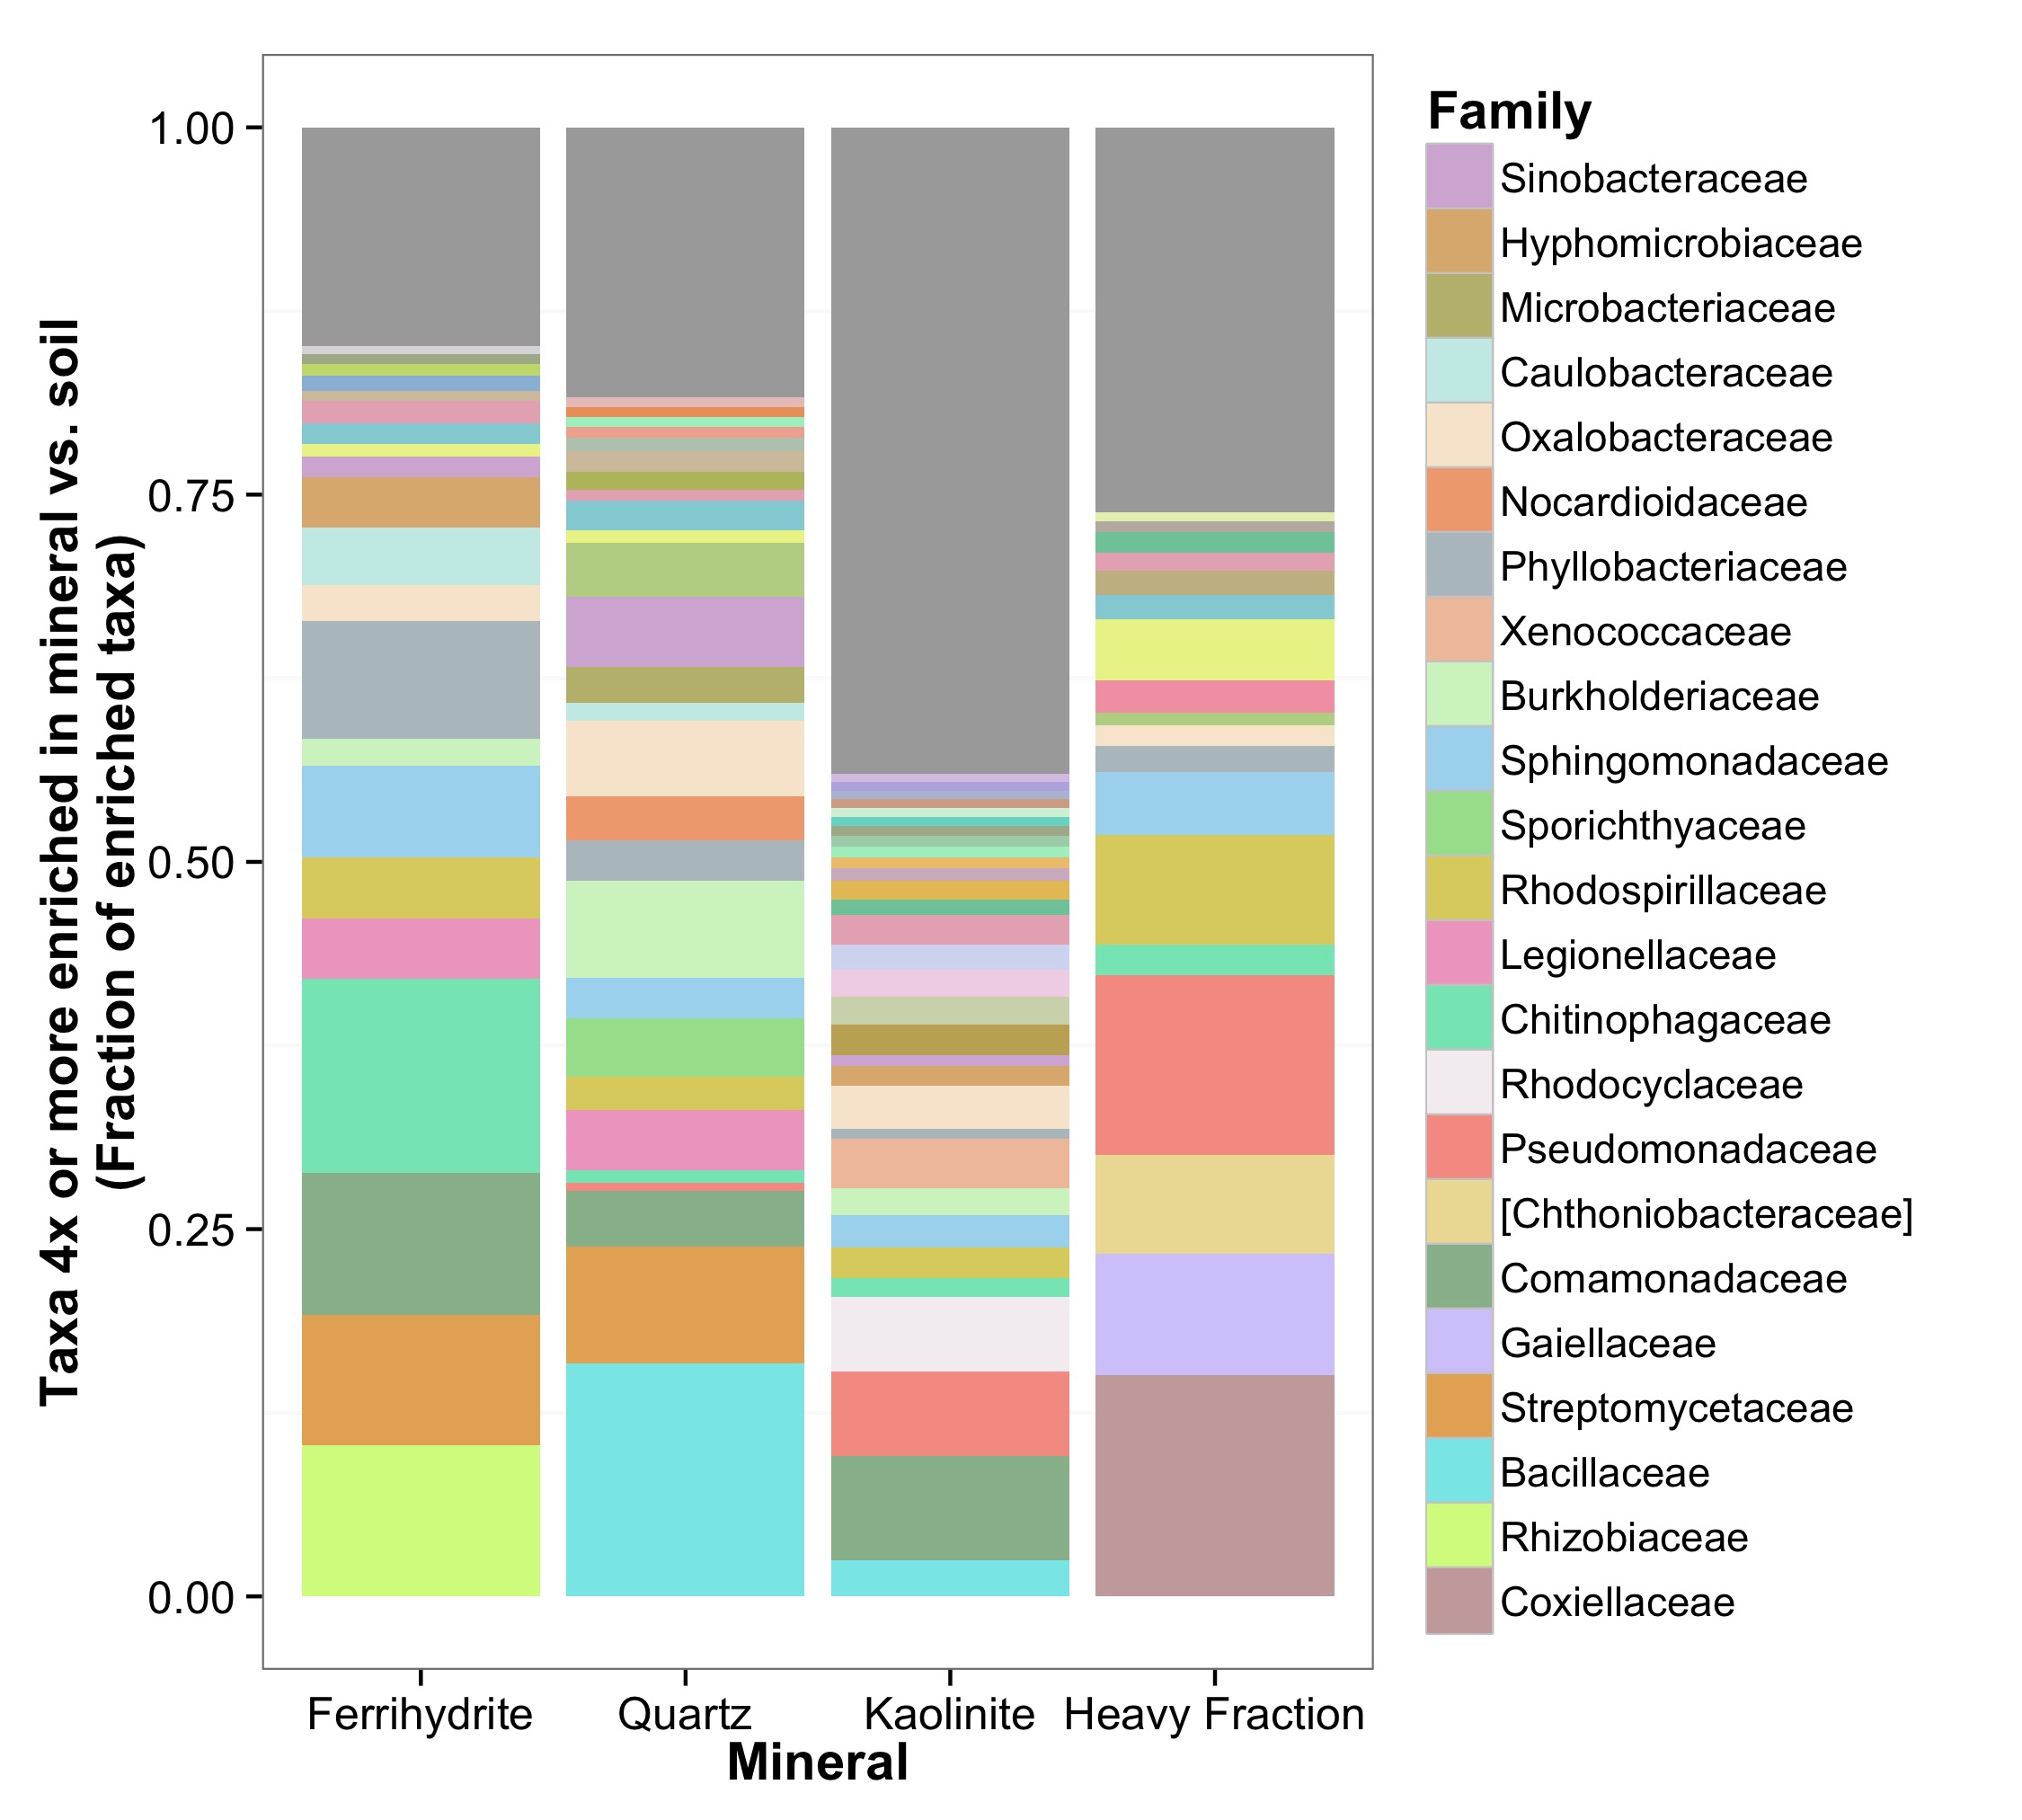 Taxa 4x or more enriched in mineral vs. soil
(Fraction of enriched taxa)
1.00
0.75
0.50
0.25
0.00
Ferrihydrite
Quartz
Kaolinite
Heavy Fraction
Mineral
Family
Sinobacteraceae
Hyphomicrobiaceae
Microbacteriaceae
Caulobacteraceae
Oxalobacteraceae
Nocardioidaceae
Phyllobacteriaceae
Xenococcaceae
Burkholderiaceae
Sphingomonadaceae
Sporichthyaceae
Rhodospirillaceae
Legionellaceae
Chitinophagaceae
Rhodocyclaceae
Pseudomonadaceae
[Chthoniobacteraceae]
Comamonadaceae
Gaiellaceae
Streptomycetaceae
Bacillaceae
Rhizobiaceae
Coxiellaceae